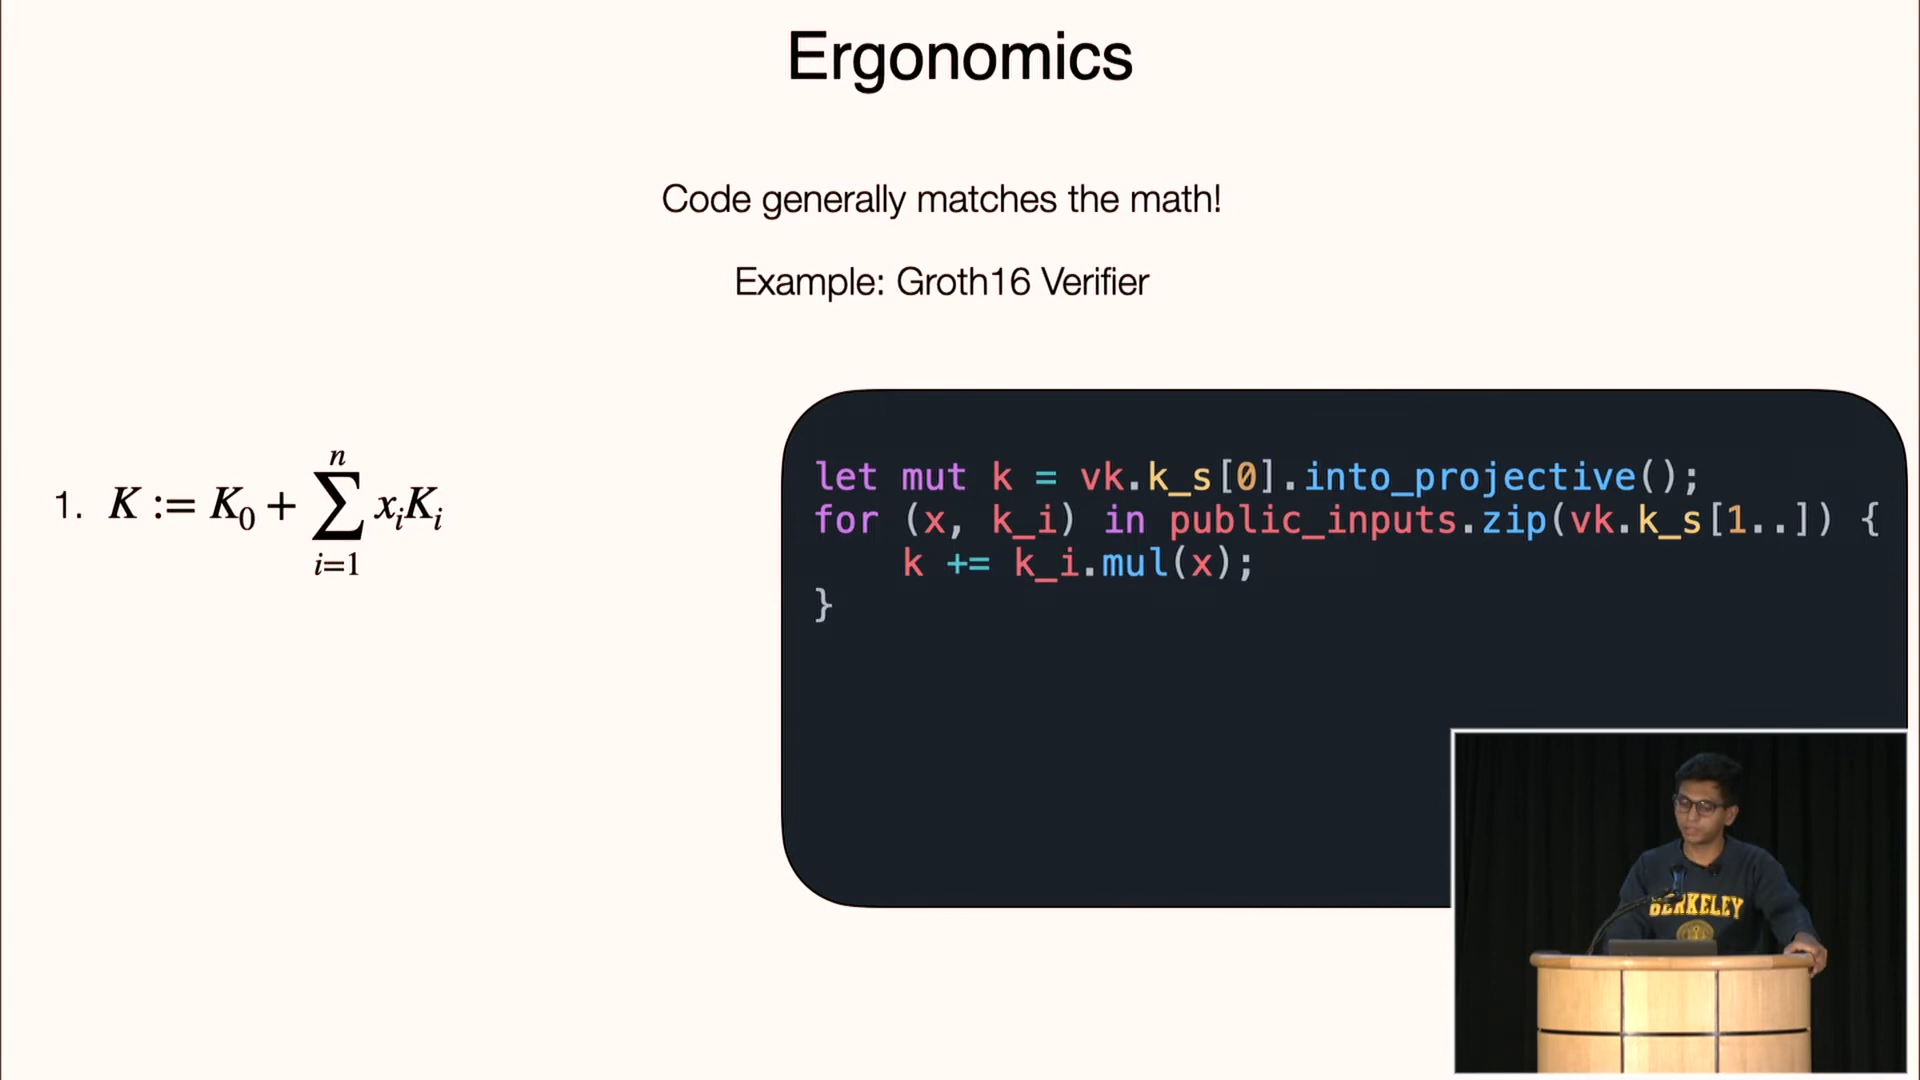 Ergonomics
Code generally matches the math!
Example: Groth16 Verifier
1. K := K₀ + ∑ᵢ₌₁ⁿ xᵢKᵢ
let mut k = vk.k_s[0].into_projective();
for (x, k_i) in public_inputs.zip(vk.k_s[1..]) {
    k += k_i.mul(x);
}
BERKELEY